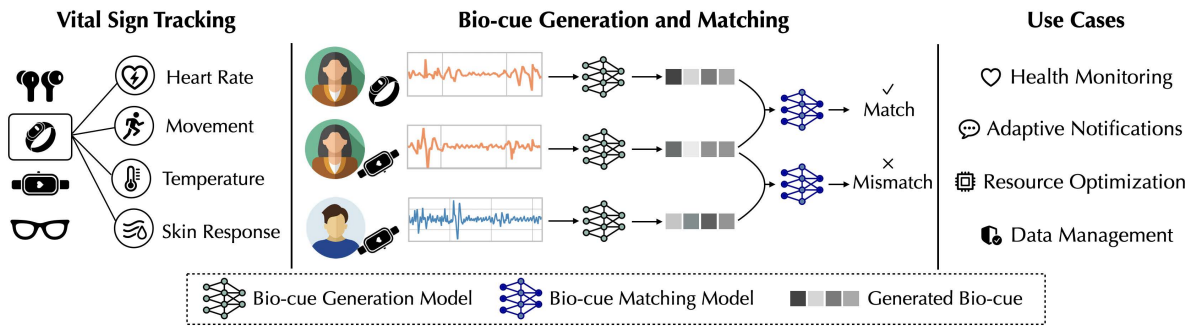 Vital Sign Tracking
Heart Rate
Movement
Temperature
Skin Response
Bio-cue Generation and Matching
Match
Mismatch
Use Cases
Health Monitoring
Adaptive Notifications
Resource Optimization
Data Management
Bio-cue Generation Model
Bio-cue Matching Model
Generated Bio-cue